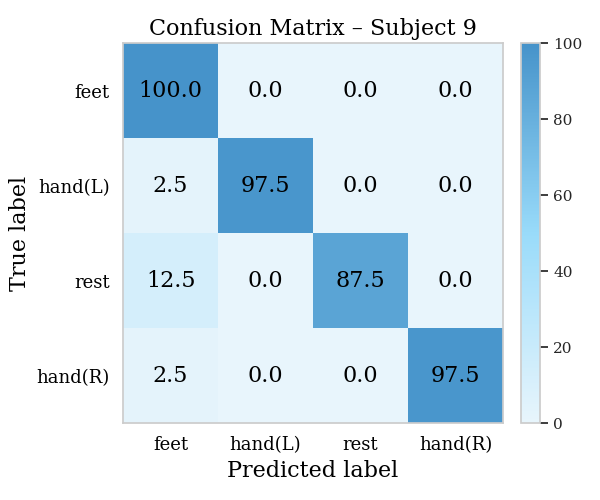 Confusion Matrix – Subject 9
True label
feet 100.0 0.0 0.0 0.0
hand(L) 2.5 97.5 0.0 0.0
rest 12.5 0.0 87.5 0.0
hand(R) 2.5 0.0 0.0 97.5
feet hand(L) rest hand(R)
Predicted label
100
80
60
40
20
0